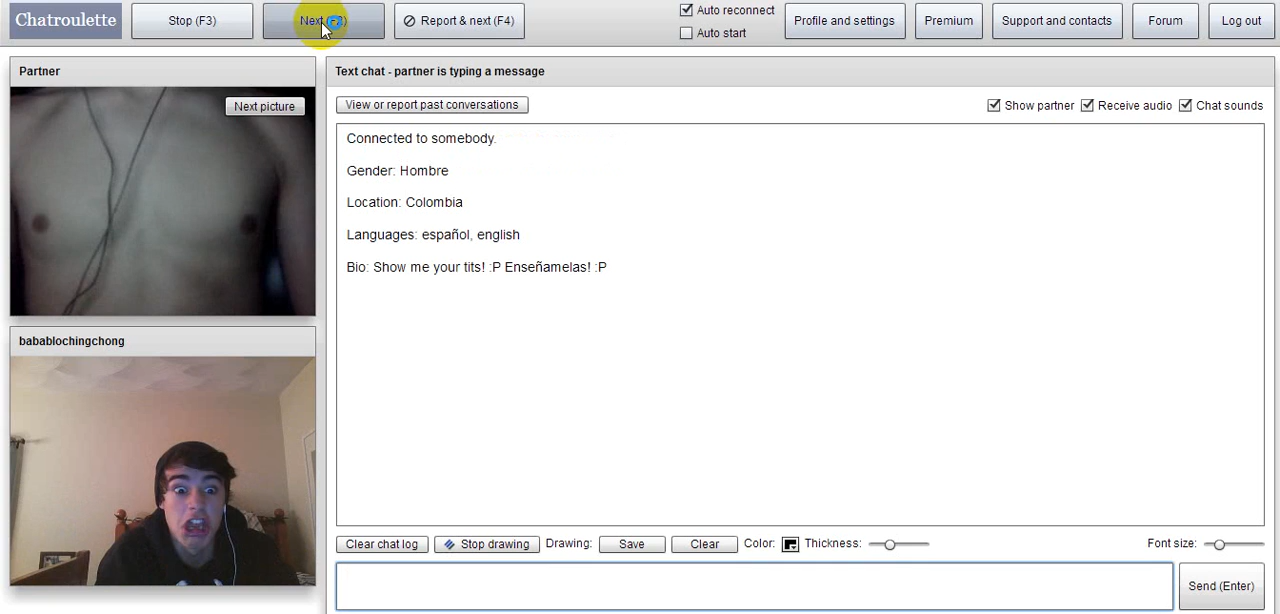 Chatroulette
Stop (F3)
Report & next (F4)
Auto reconnect
Auto start
Profile and settings
Premium
Support and contacts
Forum
Log out
Partner
Next picture
Text chat - partner is typing a message
View or report past conversations
Show partner
Receive audio
Chat sounds
Connected to somebody.
Gender: Hombre
Location: Colombia
Languages: español, english
Bio: Show me your tits! :P Enseñamelas! :P
babablochingchong
Clear chat log
Stop drawing
Drawing:
Save
Clear
Color:
Thickness:
Font size:
Send (Enter)